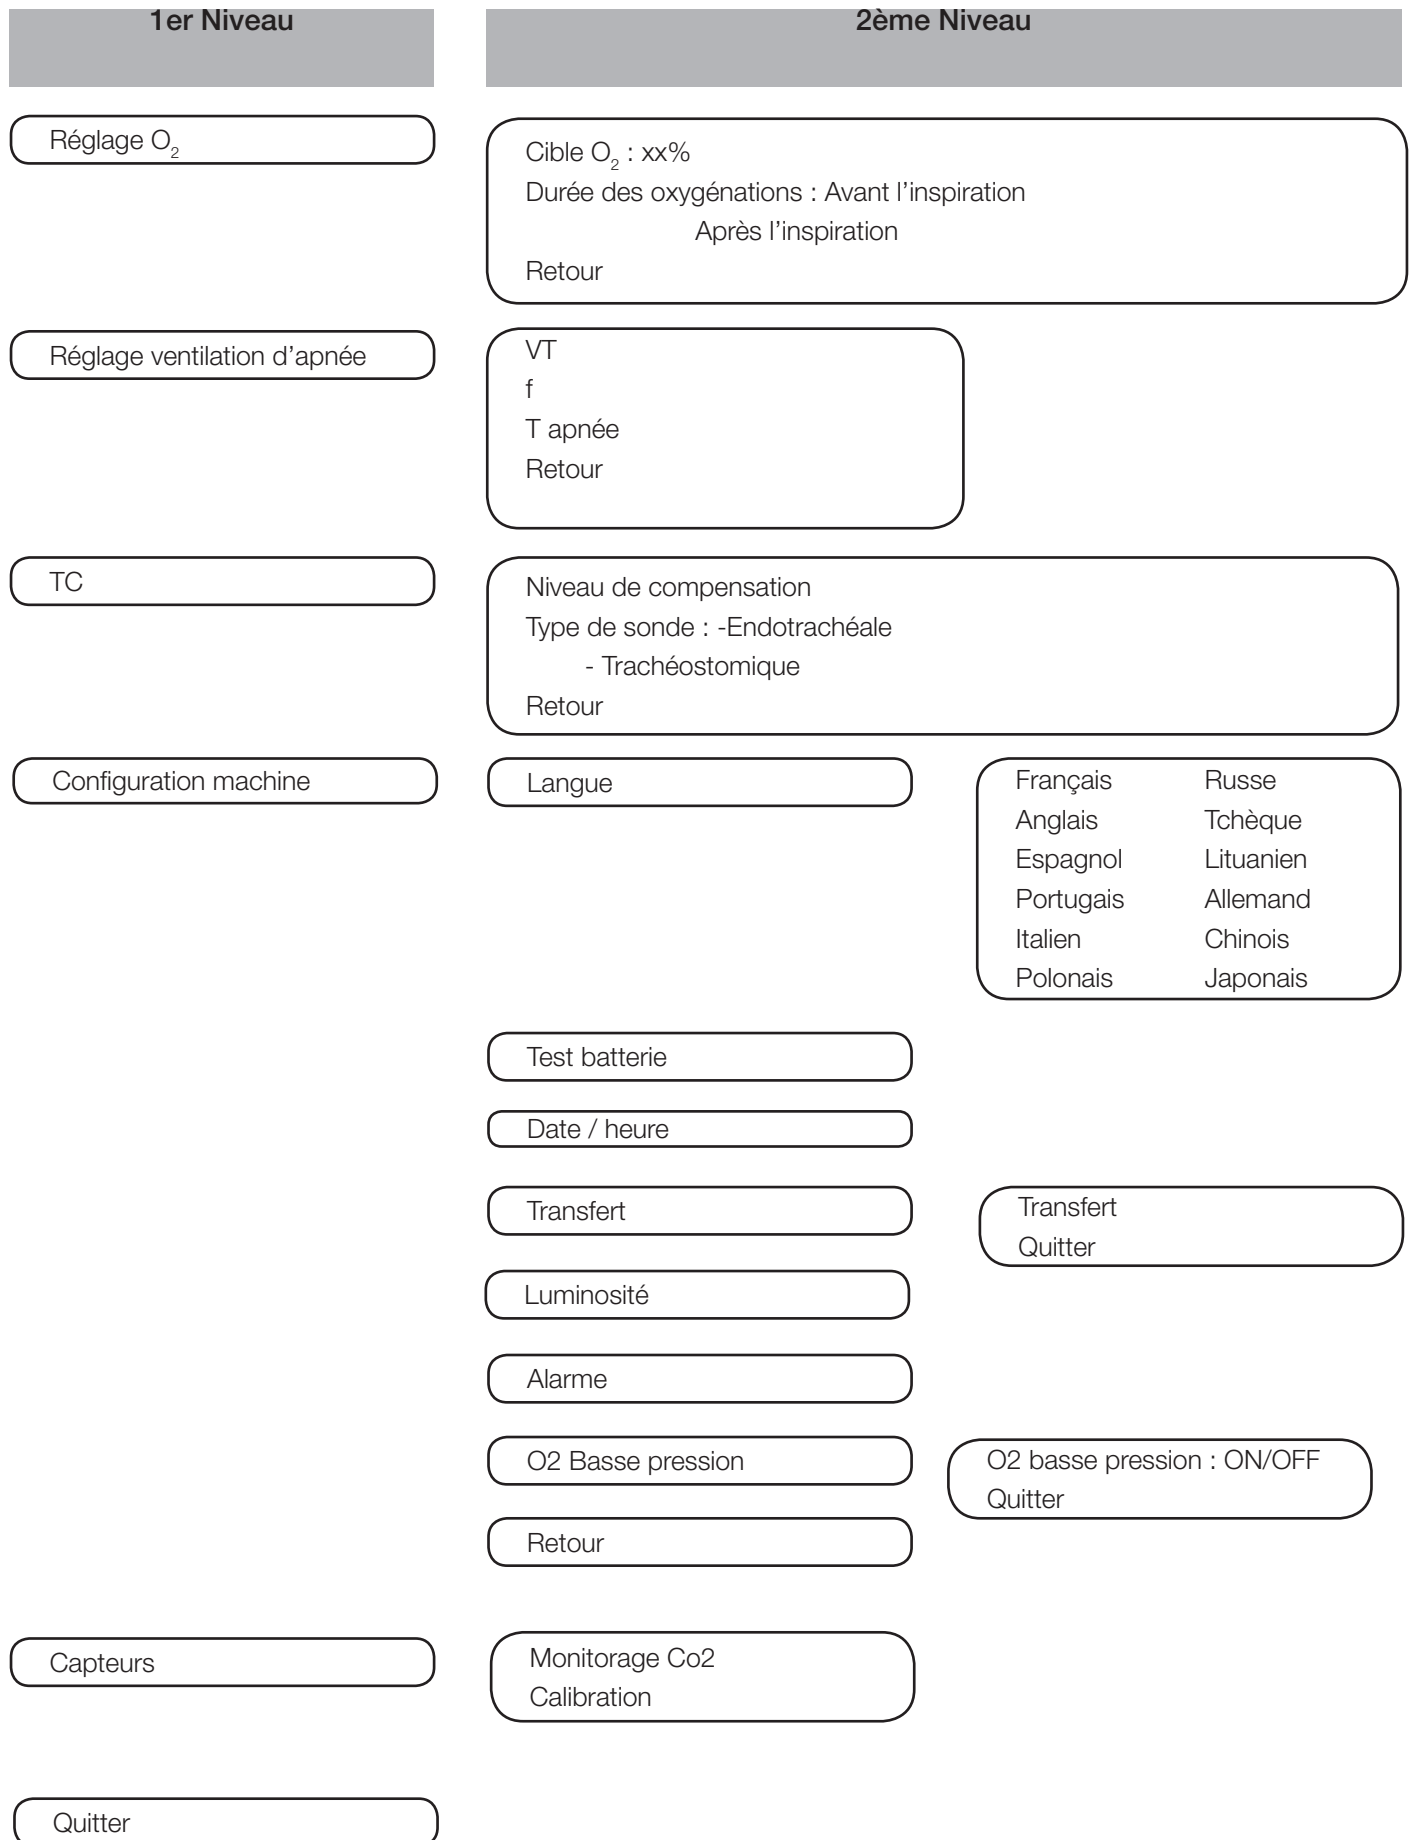 1er Niveau
2ème Niveau
Réglage O₂
Cible O₂ : xx%
Durée des oxygénations : Avant l’inspiration
Après l’inspiration
Retour
Réglage ventilation d’apnée
VT
f
T apnée
Retour
TC
Niveau de compensation
Type de sonde : -Endotrachéale
- Trachéostomique
Retour
Configuration machine
Langue
Français Russe
Anglais Tchèque
Espagnol Lituanien
Portugais Allemand
Italien Chinois
Polonais Japonais
Test batterie
Date / heure
Transfert
Transfert
Quitter
Luminosité
Alarme
O2 Basse pression
O2 basse pression : ON/OFF
Quitter
Retour
Capteurs
Monitorage Co2
Calibration
Quitter